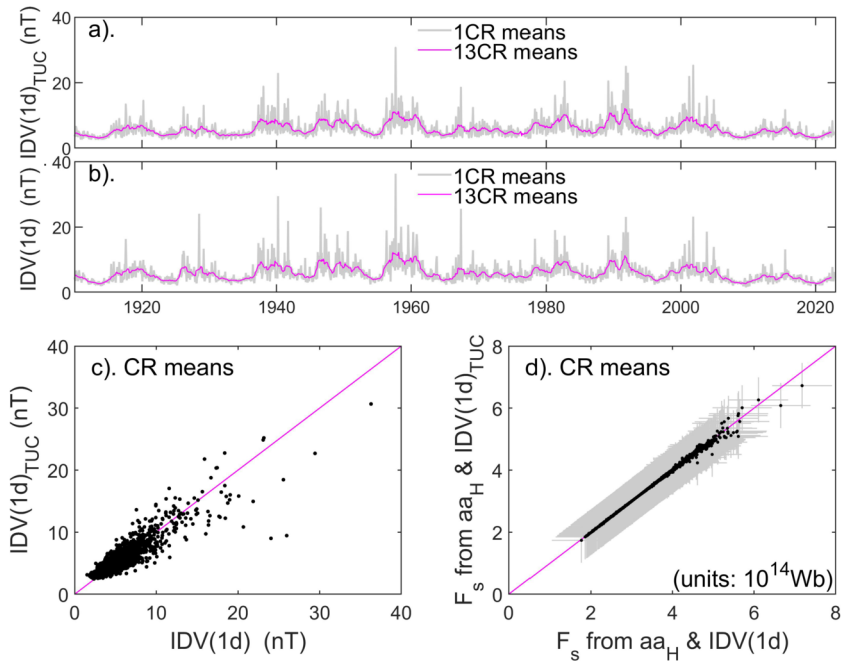 40
a).
1CR means
13CR means
20
0
IDV(1d)TUC (nT)
40
b).
1CR means
13CR means
20
0
IDV(1d) (nT)
1920 1940 1960 1980 2000 2020
40
c). CR means
30
20
10
0
IDV(1d)TUC (nT)
0 10 20 30 40
IDV(1d) (nT)
8
d). CR means
6
4
2
0
Fs from aaH & IDV(1d)TUC
(units: 10^14Wb)
0 2 4 6 8
Fs from aaH & IDV(1d)